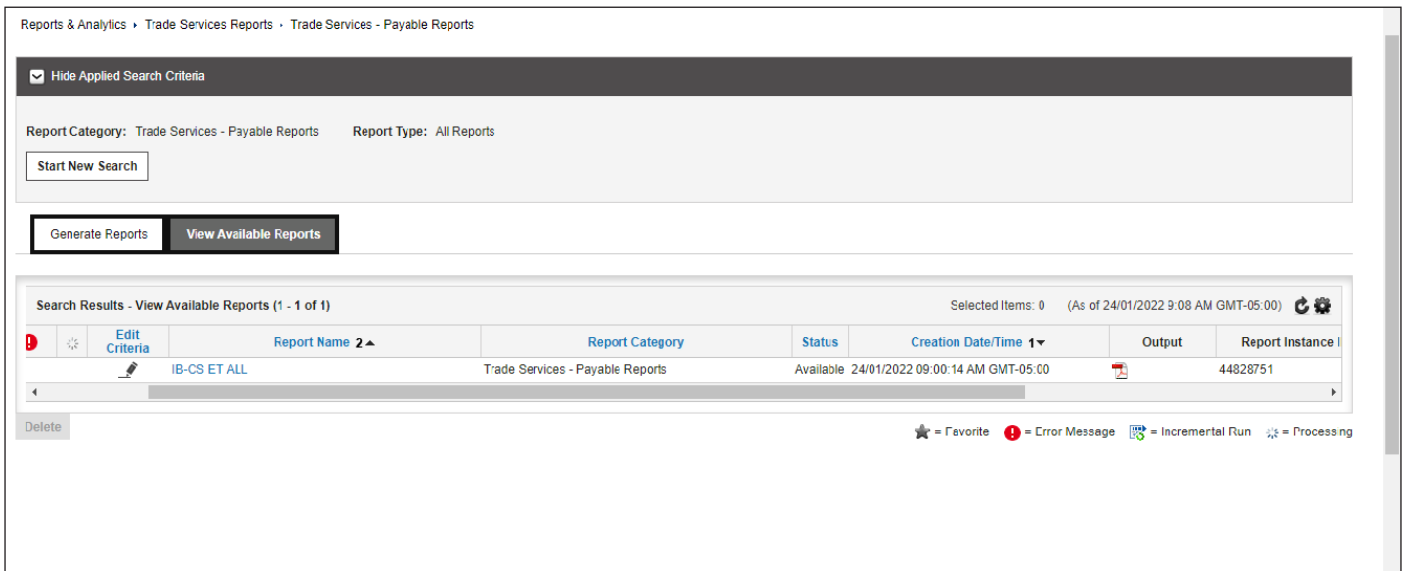 Reports & Analytics › Trade Services Reports › Trade Services - Payable Reports
Hide Applied Search Criteria
Report Category: Trade Services - Payable Reports Report Type: All Reports
Start New Search
Generate Reports View Available Reports
Search Results - View Available Reports (1 - 1 of 1) Selected Items: 0 (As of 24/01/2022 9:08 AM GMT-05:00)
Edit Criteria Report Name 2 Report Category Status Creation Date/Time 1 Output Report Instance
IB-CS ET ALL Trade Services - Payable Reports Available 24/01/2022 09:00:14 AM GMT-05:00 44828751
Delete
= Favorite = Error Message = Incremental Run = Processing